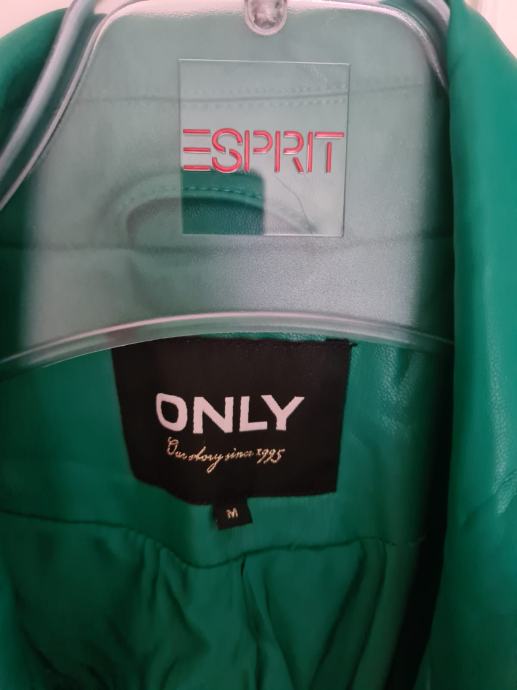 ESPRIT
ONLY
Our story since 1995
M